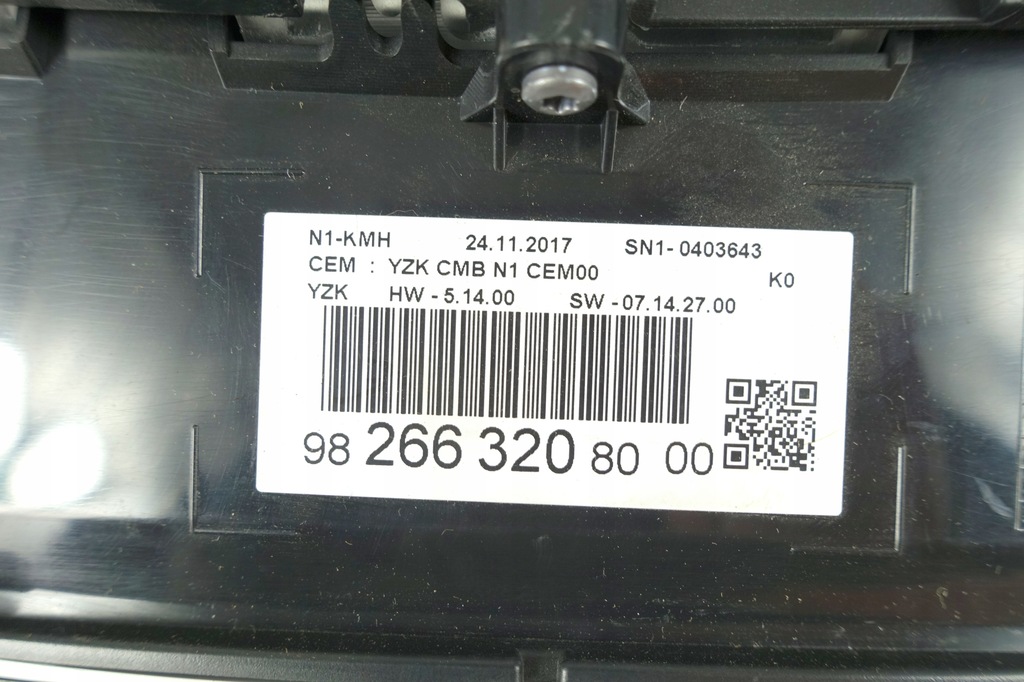 N1-KMH 24.11.2017 SN1- 0403643
CEM : YZK CMB N1 CEM00 K0
YZK HW - 5.14.00 SW - 07.14.27.00
98 266 320 80 00